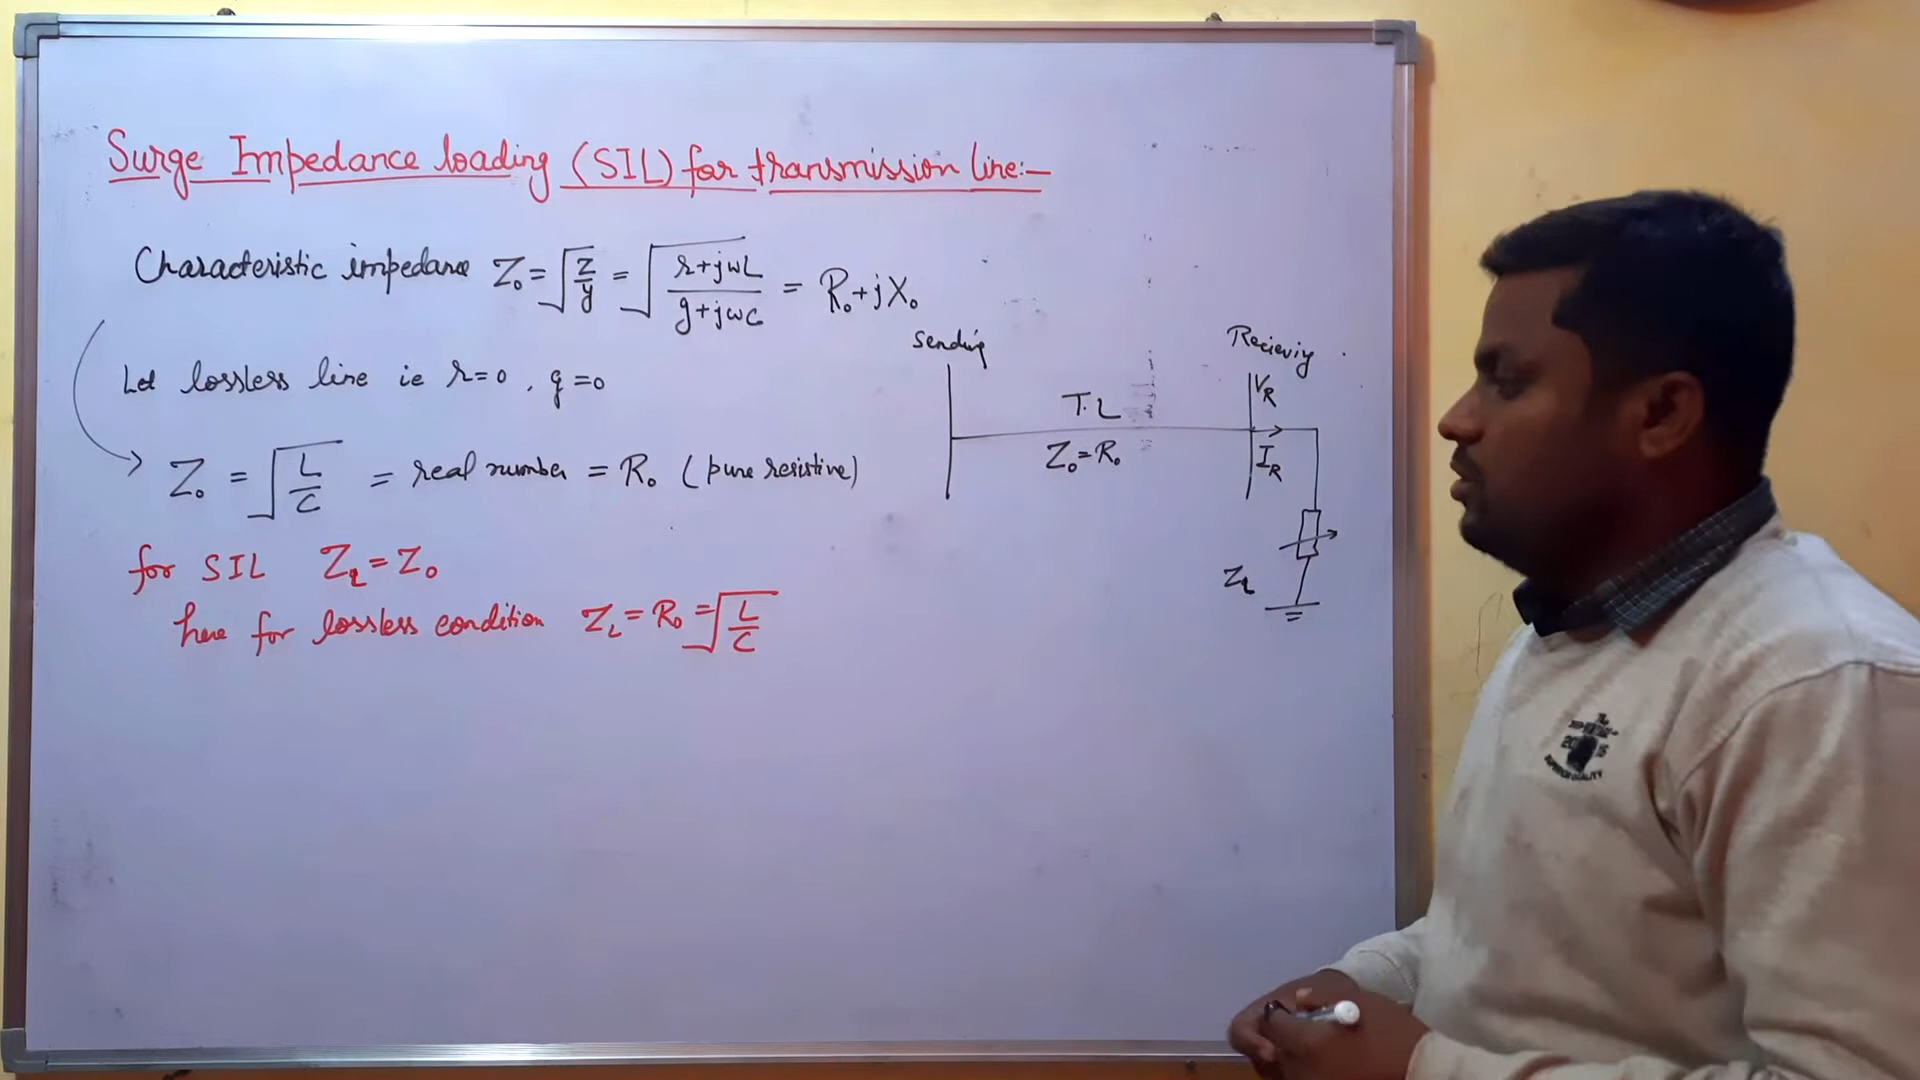 Surge Impedance loading (SIL) for transmission line:-
Characteristic impedance Z₀ = √(z/y) = √((r+jωL)/(g+jωc)) = R₀+jX₀
Let lossless line ie r=0, g=0
Z₀ = √(L/C) = real number = R₀ (pure resistive)
for SIL Z_L = Z₀
here for lossless condition Z_L = R₀ = √(L/C)
Sending
Recieving
V_R
T.L
Z₀=R₀
I_R
Z_L
SUPERIOR QUALITY